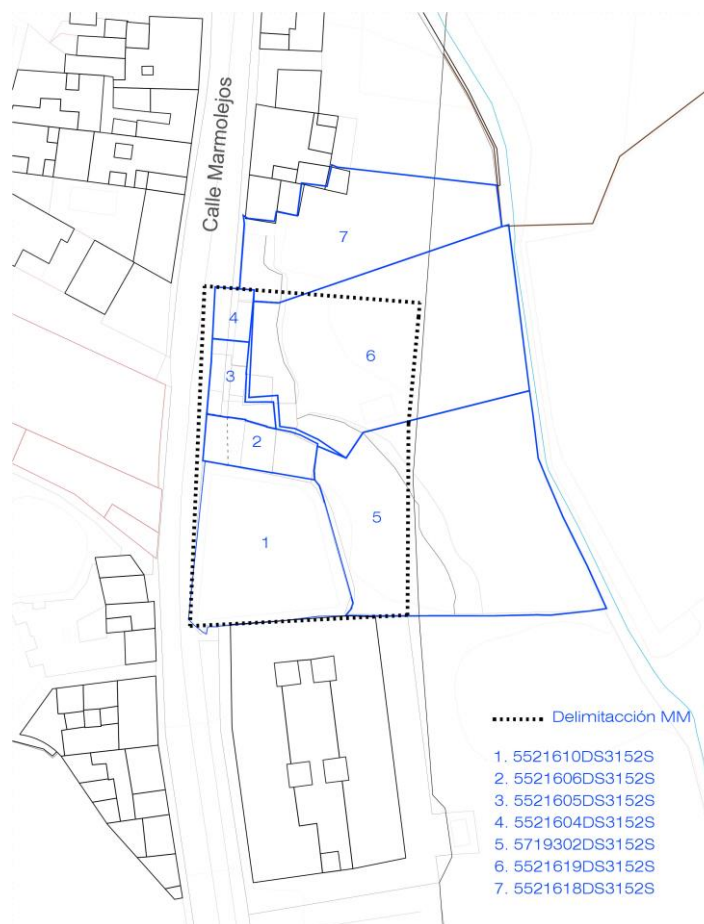 Calle Marmolejos
7
4
6
3
2
5
1
Delimitacción MM
1. 5521610DS3152S
2. 5521606DS3152S
3. 5521605DS3152S
4. 5521604DS3152S
5. 5719302DS3152S
6. 5521619DS3152S
7. 5521618DS3152S